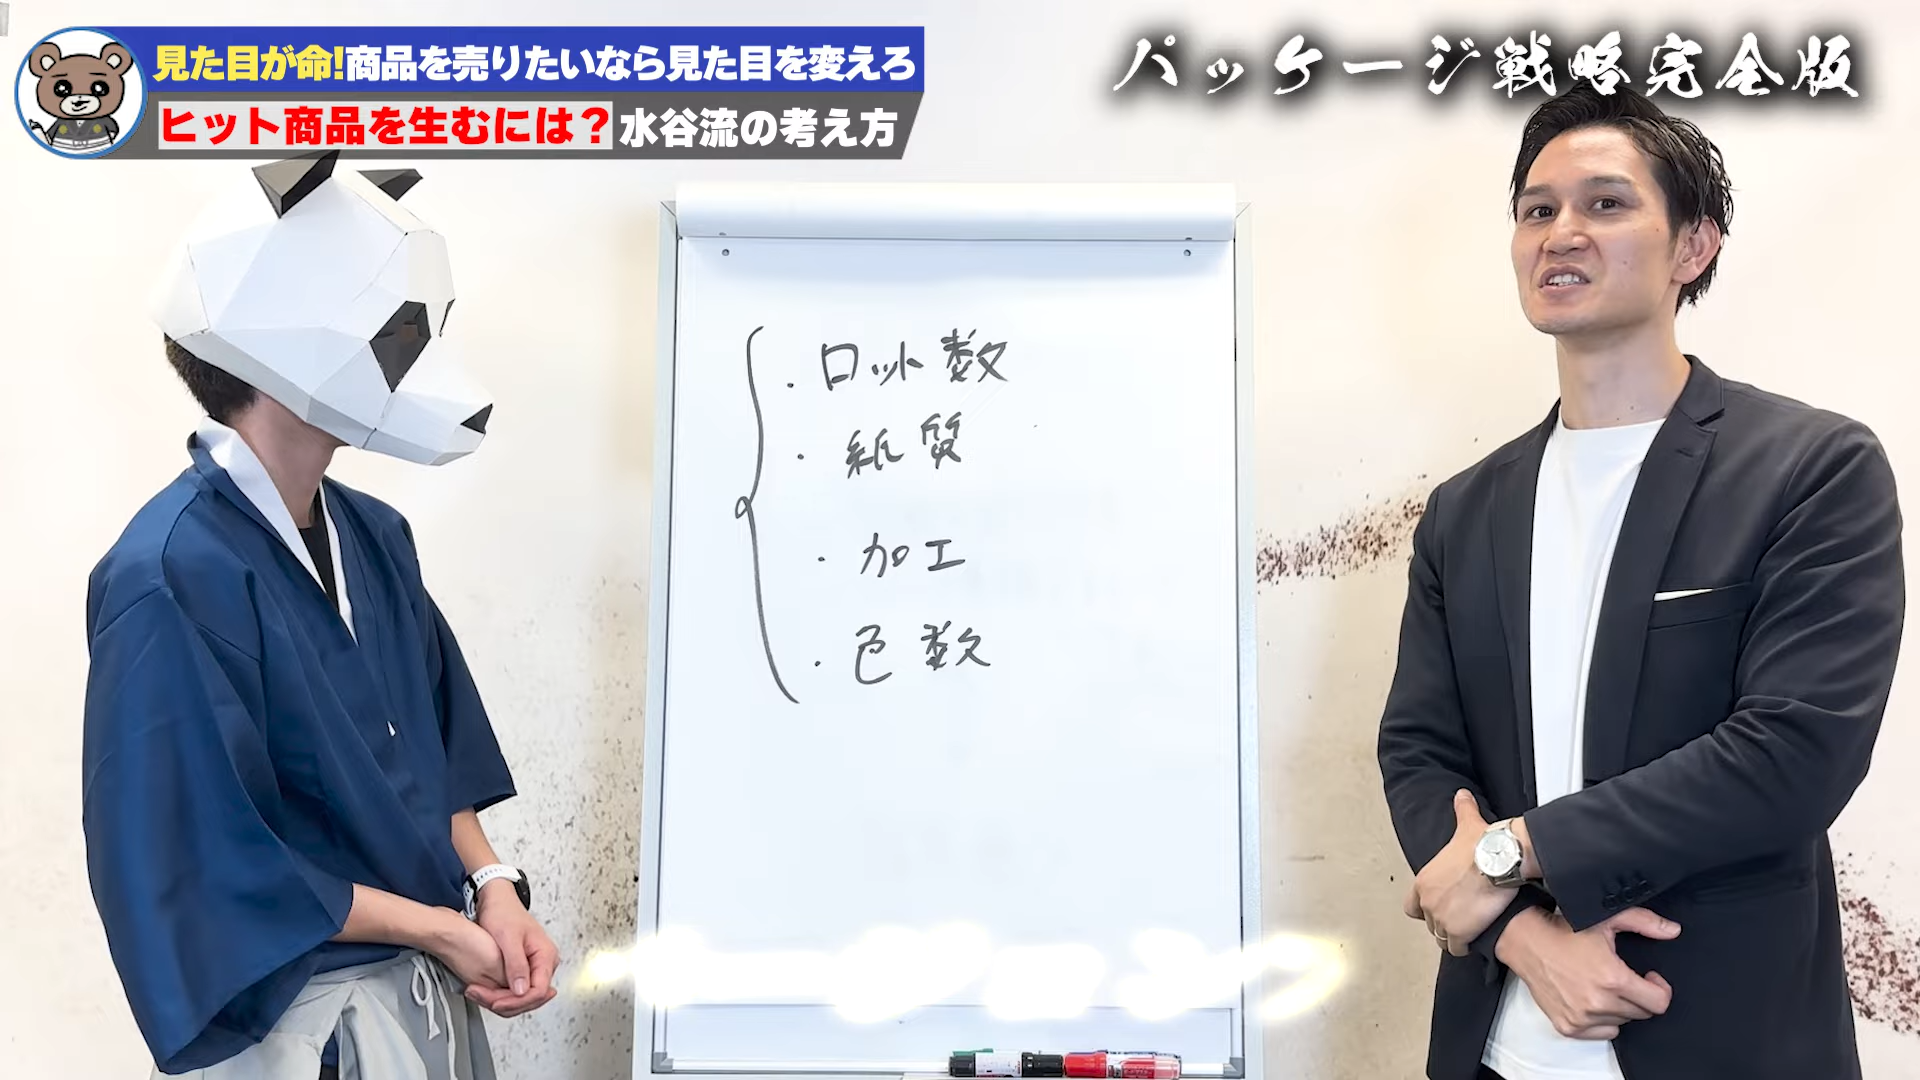 見た目が命!商品を売りたいなら見た目を変えろ
ヒット商品を生むには？水谷流の考え方
パッケージ戦略完全版
・ロット数
・紙質
・加工
・色数